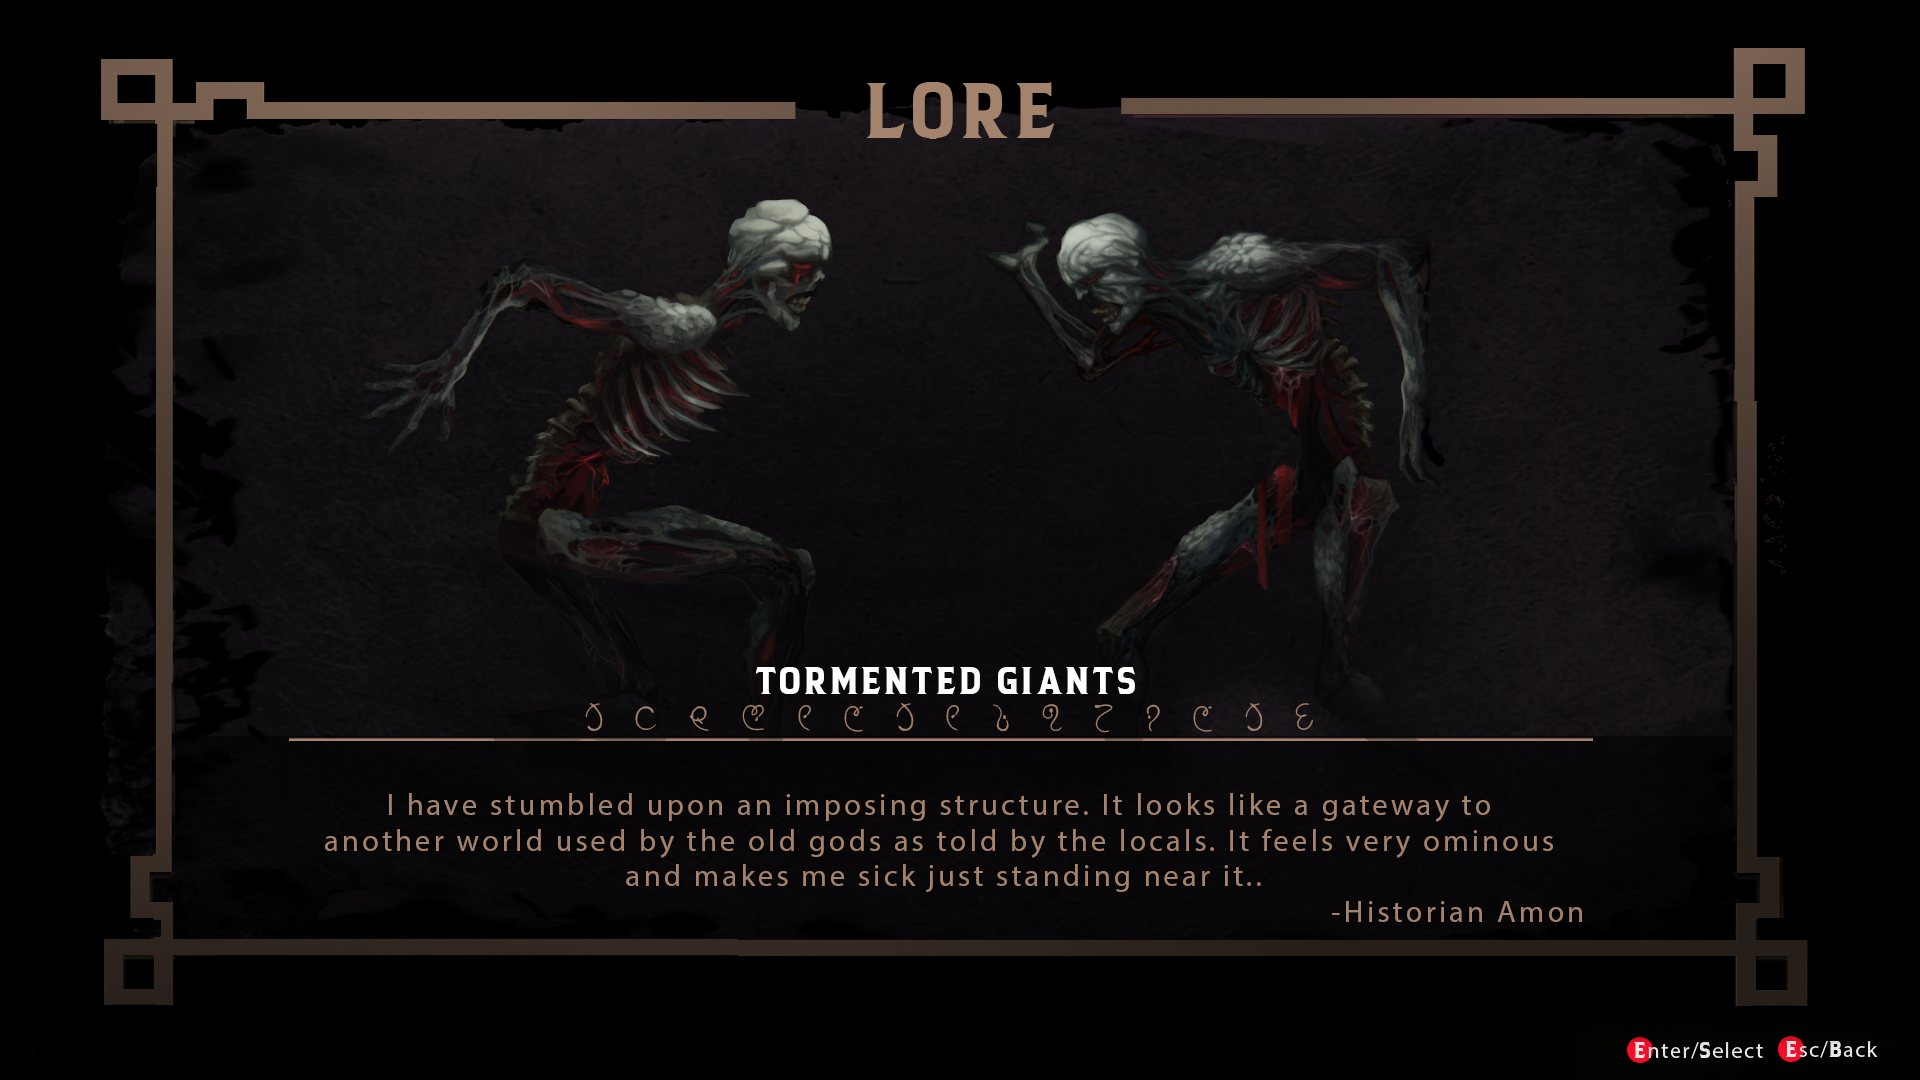 LORE
TORMENTED GIANTS
I have stumbled upon an imposing structure. It looks like a gateway to
another world used by the old gods as told by the locals. It feels very ominous
and makes me sick just standing near it..
-Historian Amon
Enter/Select Esc/Back